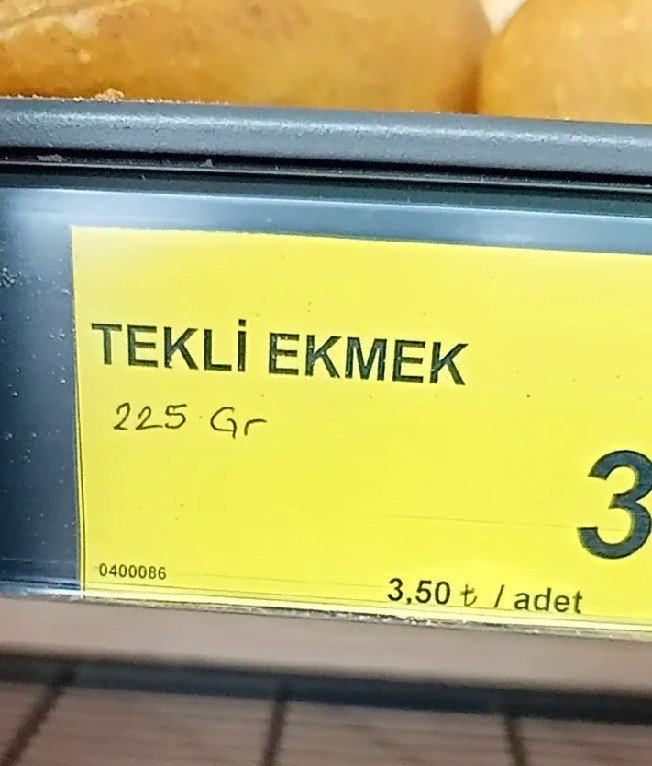 TEKLİ EKMEK
225 Gr
3
0400086
3,50 ₺ / adet